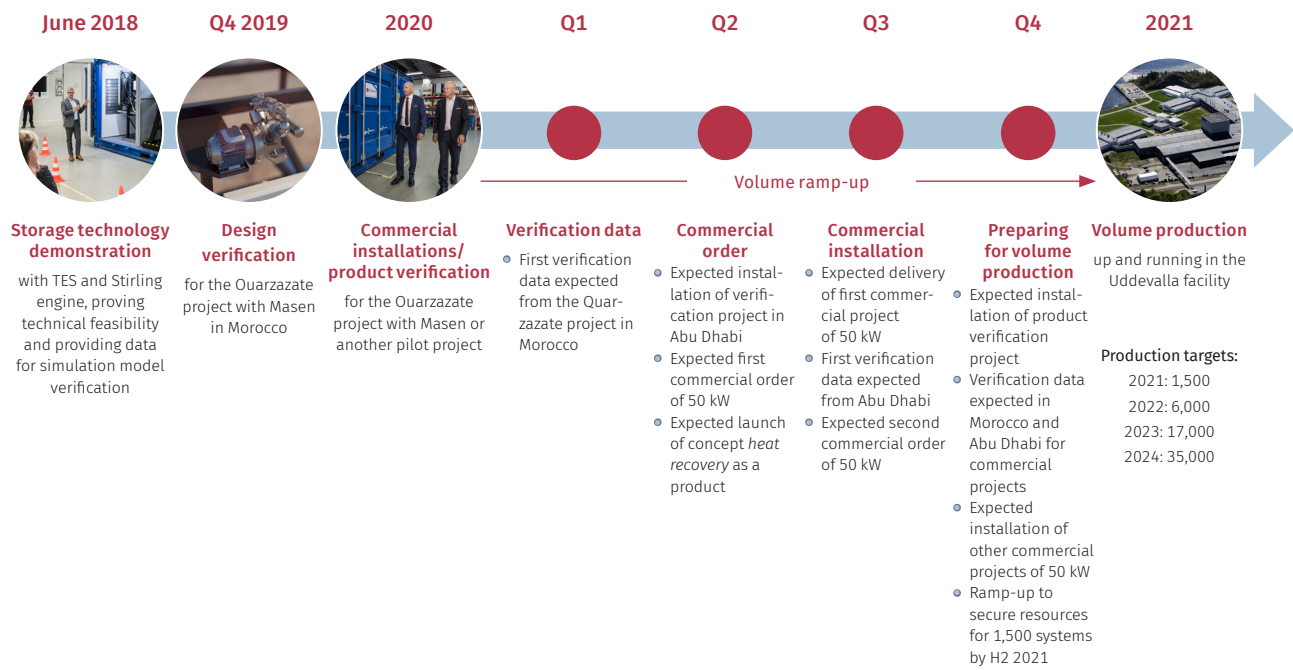 June 2018
Q4 2019
2020
Q1
Q2
Q3
Q4
2021
Volume ramp-up
Storage technology
demonstration
with TES and Stirling
engine, proving
technical feasibility
and providing data
for simulation model
verification
Design
verification
for the Ouarzazate
project with Masen
in Morocco
Commercial
installations/
product verification
for the Ouarzazate
project with Masen or
another pilot project
Verification data
First verification
data expected
from the Quar-
zazate project in
Morocco
Commercial
order
Expected instal-
lation of verifi-
cation project in
Abu Dhabi
Expected first
commercial order
of 50 kW
Expected launch
of concept heat
recovery as a
product
Commercial
installation
Expected delivery
of first commer-
cial project
of 50 kW
First verification
data expected
from Abu Dhabi
Expected second
commercial order
of 50 kW
Preparing
for volume
production
Expected instal-
lation of product
verification
project
Verification data
expected in
Morocco and
Abu Dhabi for
commercial
projects
Expected
installation of
other commercial
projects of 50 kW
Ramp-up to
secure resources
for 1,500 systems
by H2 2021
Volume production
up and running in the
Uddevalla facility
Production targets:
2021: 1,500
2022: 6,000
2023: 17,000
2024: 35,000